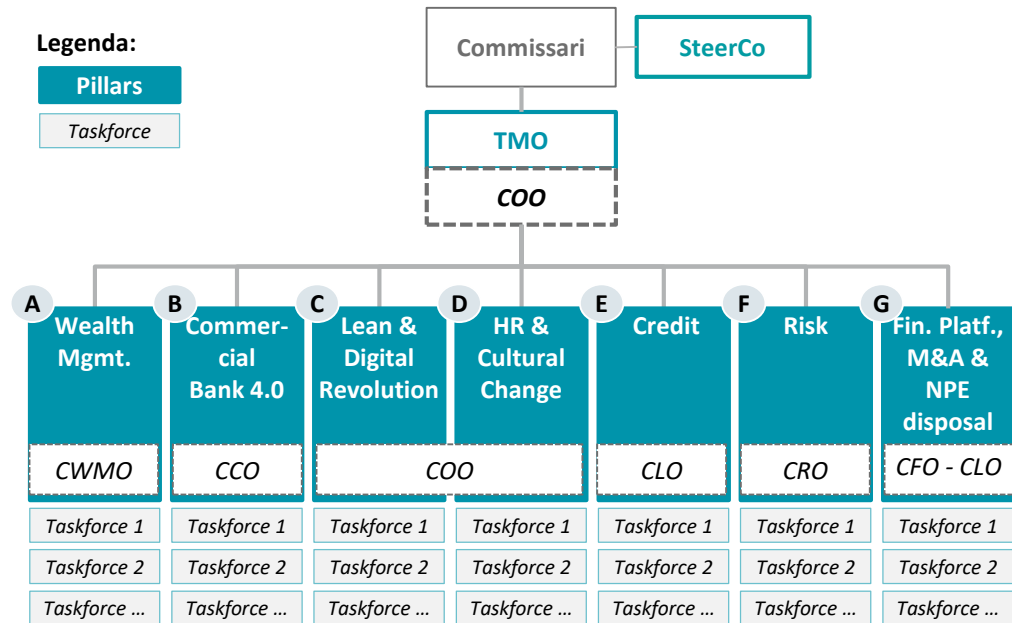 Legenda:
Pillars
Taskforce
Commissari
SteerCo
TMO
COO
A
Wealth
Mgmt.
CWMO
B
Commer-
cial
Bank 4.0
CCO
C
Lean &
Digital
Revolution
D
HR &
Cultural
Change
COO
E
Credit
CLO
F
Risk
CRO
G
Fin. Platf.,
M&A &
NPE
disposal
CFO - CLO
Taskforce 1
Taskforce 1
Taskforce 1
Taskforce 1
Taskforce 1
Taskforce 1
Taskforce 1
Taskforce 2
Taskforce 2
Taskforce 2
Taskforce 2
Taskforce 2
Taskforce 2
Taskforce 2
Taskforce ...
Taskforce ...
Taskforce ...
Taskforce ...
Taskforce ...
Taskforce ...
Taskforce ...